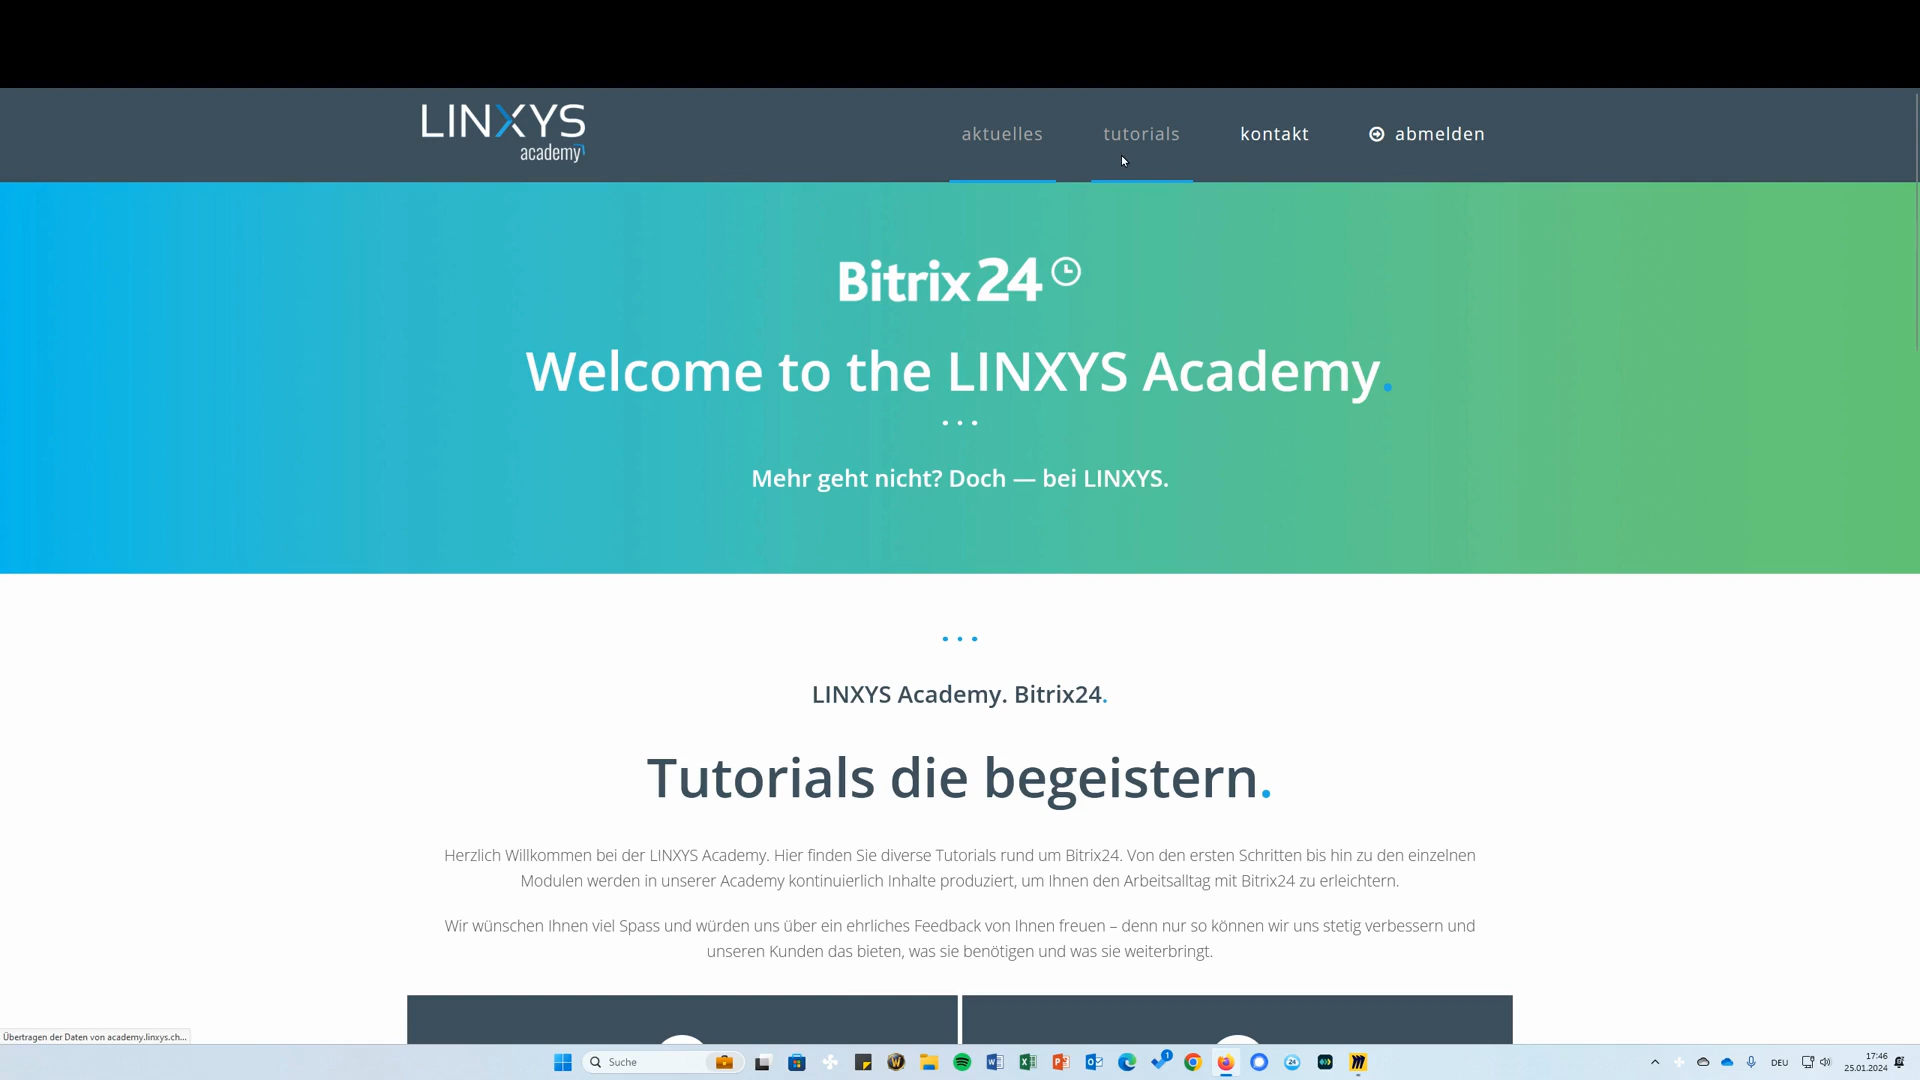 LINXYS
academy
aktuelles
tutorials
kontakt
abmelden
Bitrix24
Welcome to the LINXYS Academy.
Mehr geht nicht? Doch — bei LINXYS.
LINXYS Academy. Bitrix24.
Tutorials die begeistern.
Herzlich Willkommen bei der LINXYS Academy. Hier finden Sie diverse Tutorials rund um Bitrix24. Von den ersten Schritten bis hin zu den einzelnen
Modulen werden in unserer Academy kontinuierlich Inhalte produziert, um Ihnen den Arbeitsalltag mit Bitrix24 zu erleichtern.
Wir wünschen Ihnen viel Spass und würden uns über ein ehrliches Feedback von Ihnen freuen – denn nur so können wir uns stetig verbessern und
unseren Kunden das bieten, was sie benötigen und was sie weiterbringt.
Übertragen der Daten von academy.linxys.ch...
Suche
1
24
DEU
17:46
25.01.2024